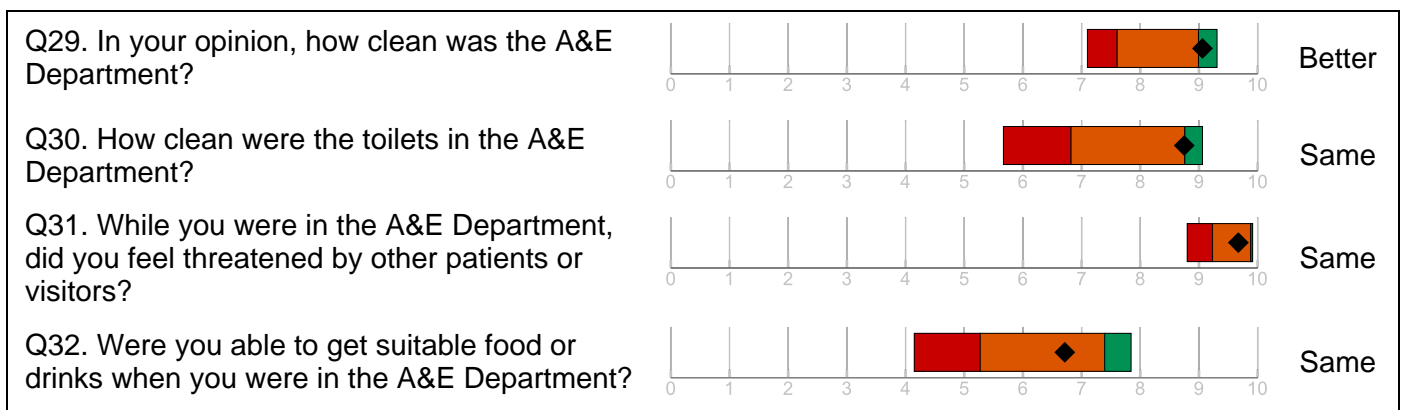 Q29. In your opinion, how clean was the A&E
Department?
0 1 2 3 4 5 6 7 8 9 10
Better
Q30. How clean were the toilets in the A&E
Department?
0 1 2 3 4 5 6 7 8 9 10
Same
Q31. While you were in the A&E Department,
did you feel threatened by other patients or
visitors?
0 1 2 3 4 5 6 7 8 9 10
Same
Q32. Were you able to get suitable food or
drinks when you were in the A&E Department?
0 1 2 3 4 5 6 7 8 9 10
Same